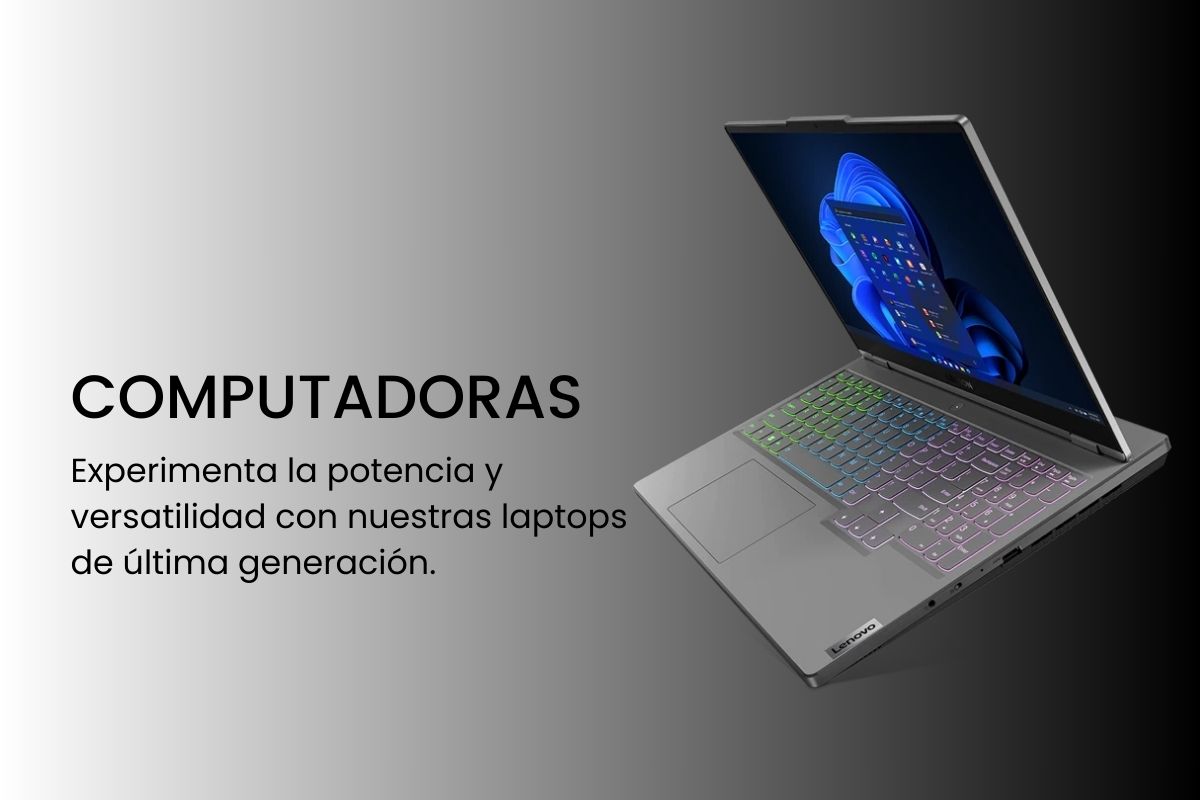 COMPUTADORAS
Experimenta la potencia y
versatilidad con nuestras laptops
de última generación.
Lenovo